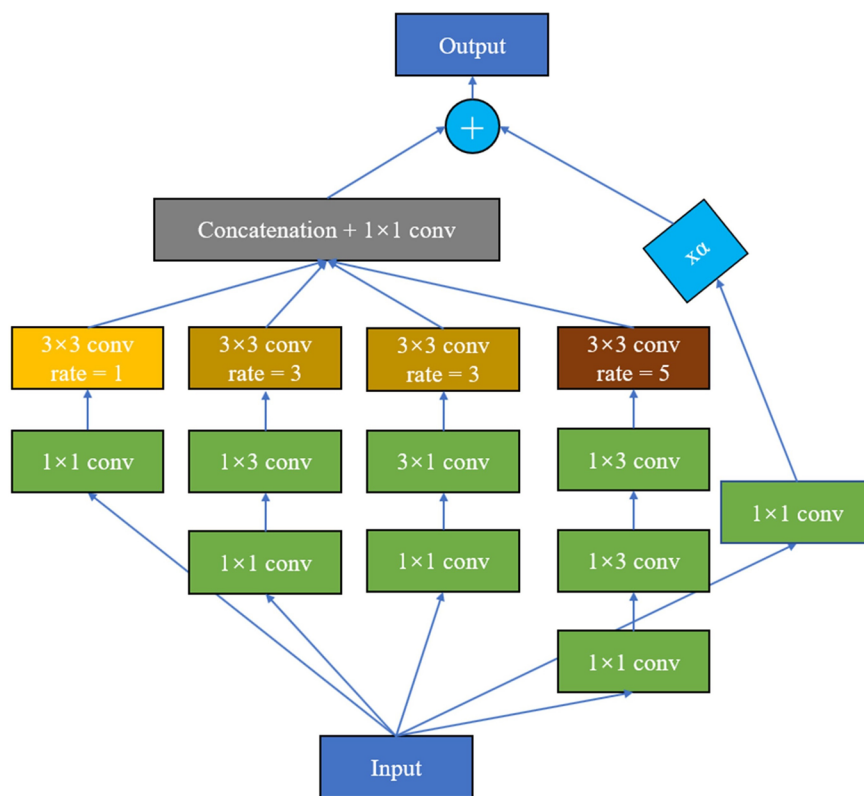 Output
+
Concatenation + 1×1 conv
xα
3×3 conv
rate = 1
3×3 conv
rate = 3
3×3 conv
rate = 3
3×3 conv
rate = 5
1×1 conv
1×3 conv
3×1 conv
1×3 conv
1×1 conv
1×1 conv
1×1 conv
1×3 conv
1×1 conv
Input